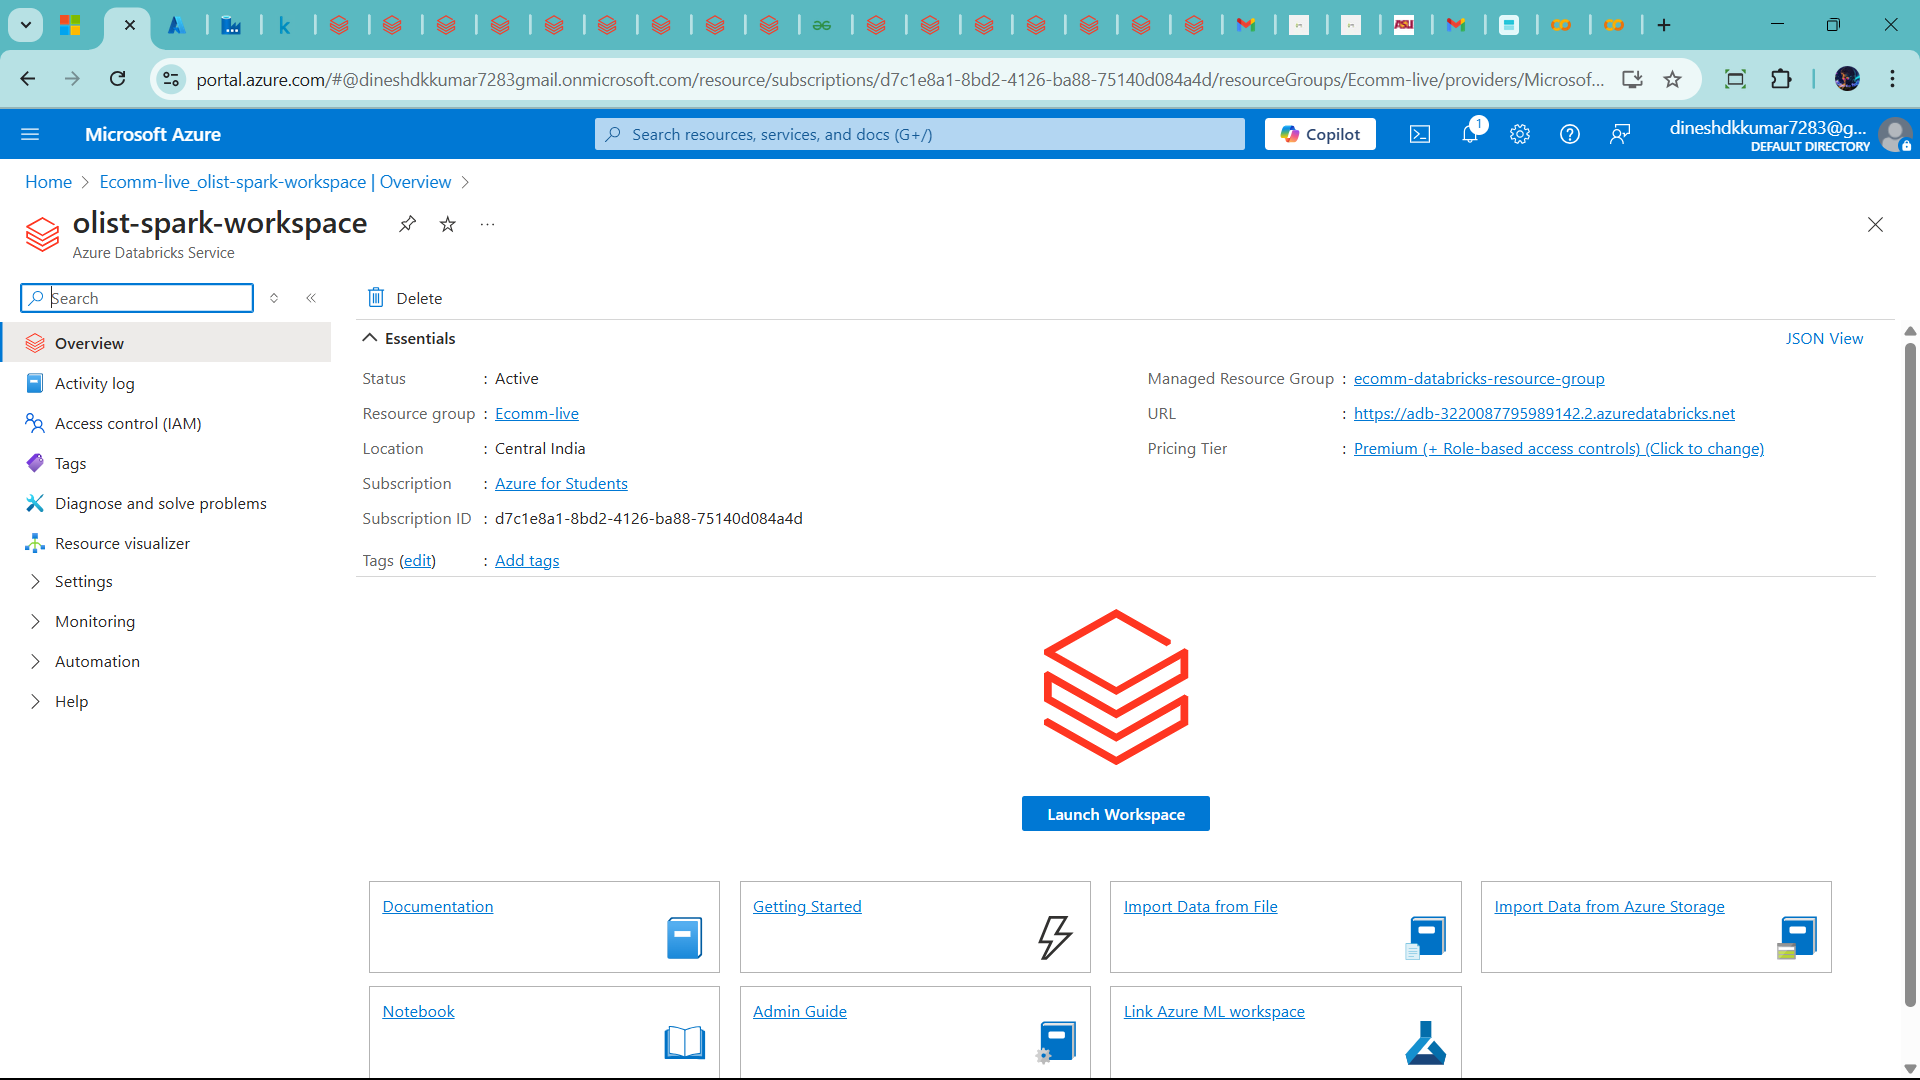 portal.azure.com/#@dineshdkkumar7283gmail.onmicrosoft.com/resource/subscriptions/d7c1e8a1-8bd2-4126-ba88-75140d084a4d/resourceGroups/Ecomm-live/providers/Microsof...
Microsoft Azure
Search resources, services, and docs (G+/)
Copilot
1
dineshdkkumar7283@g...
DEFAULT DIRECTORY
Home > Ecomm-live_olist-spark-workspace | Overview >
olist-spark-workspace
Azure Databricks Service
Search
Delete
Overview
Activity log
Access control (IAM)
Tags
Diagnose and solve problems
Resource visualizer
Settings
Monitoring
Automation
Help
Essentials
JSON View
Status : Active
Resource group : Ecomm-live
Location : Central India
Subscription : Azure for Students
Subscription ID : d7c1e8a1-8bd2-4126-ba88-75140d084a4d
Tags (edit) : Add tags
Managed Resource Group : ecomm-databricks-resource-group
URL : https://adb-3220087795989142.2.azuredatabricks.net
Pricing Tier : Premium (+ Role-based access controls) (Click to change)
Launch Workspace
Documentation
Getting Started
Import Data from File
Import Data from Azure Storage
Notebook
Admin Guide
Link Azure ML workspace